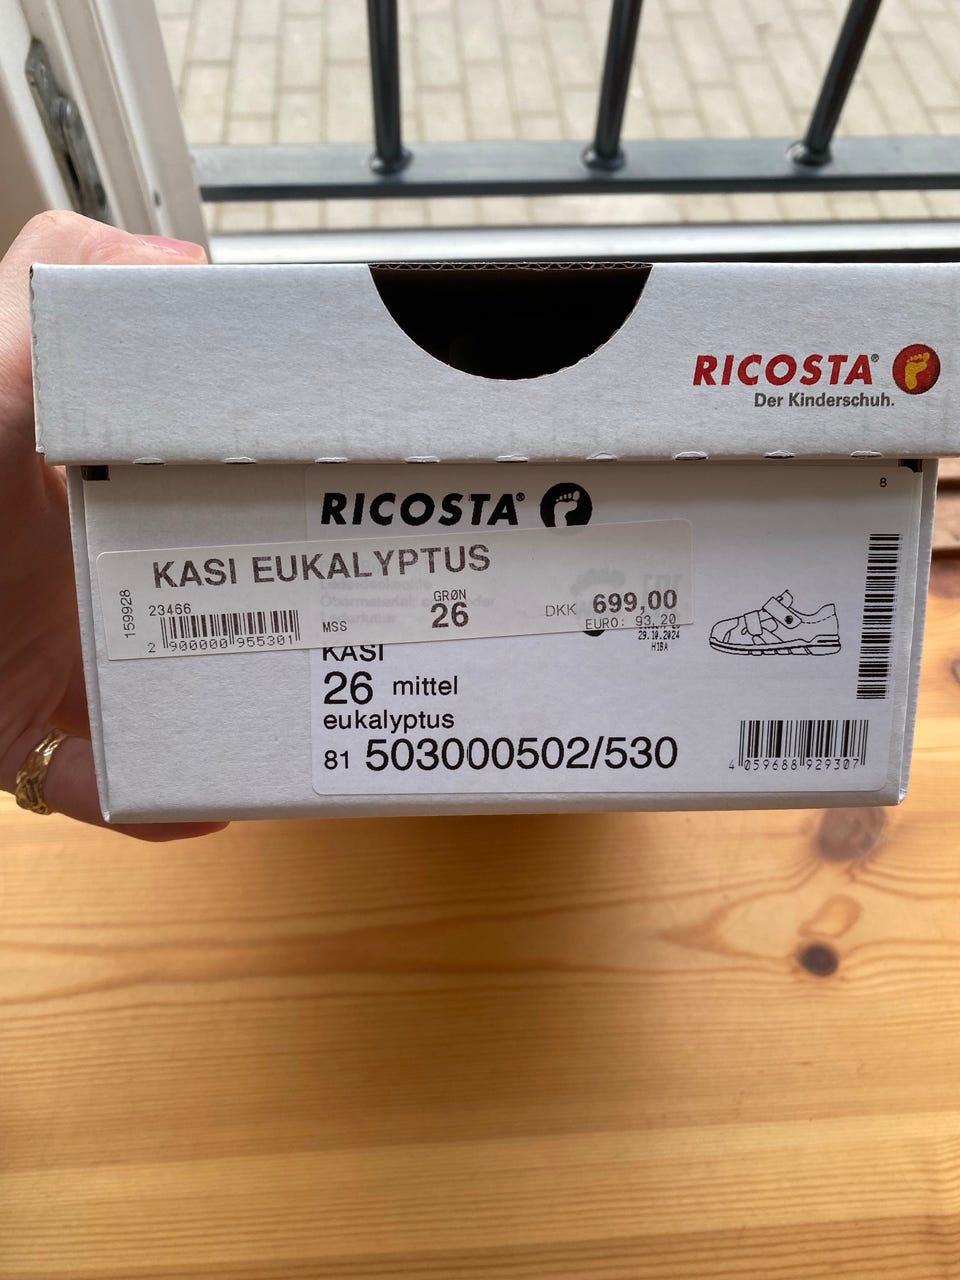 RICOSTA®
Der Kinderschuh.
8
RICOSTA®
KASI EUKALYPTUS
159928
23466
2 900000 955301
MSS
GRØN
26
DKK 699,00
EURO: 93,20
29.10.2024
H1BA
KASI
26 mittel
eukalyptus
81 503000502/530
4 059688 929307